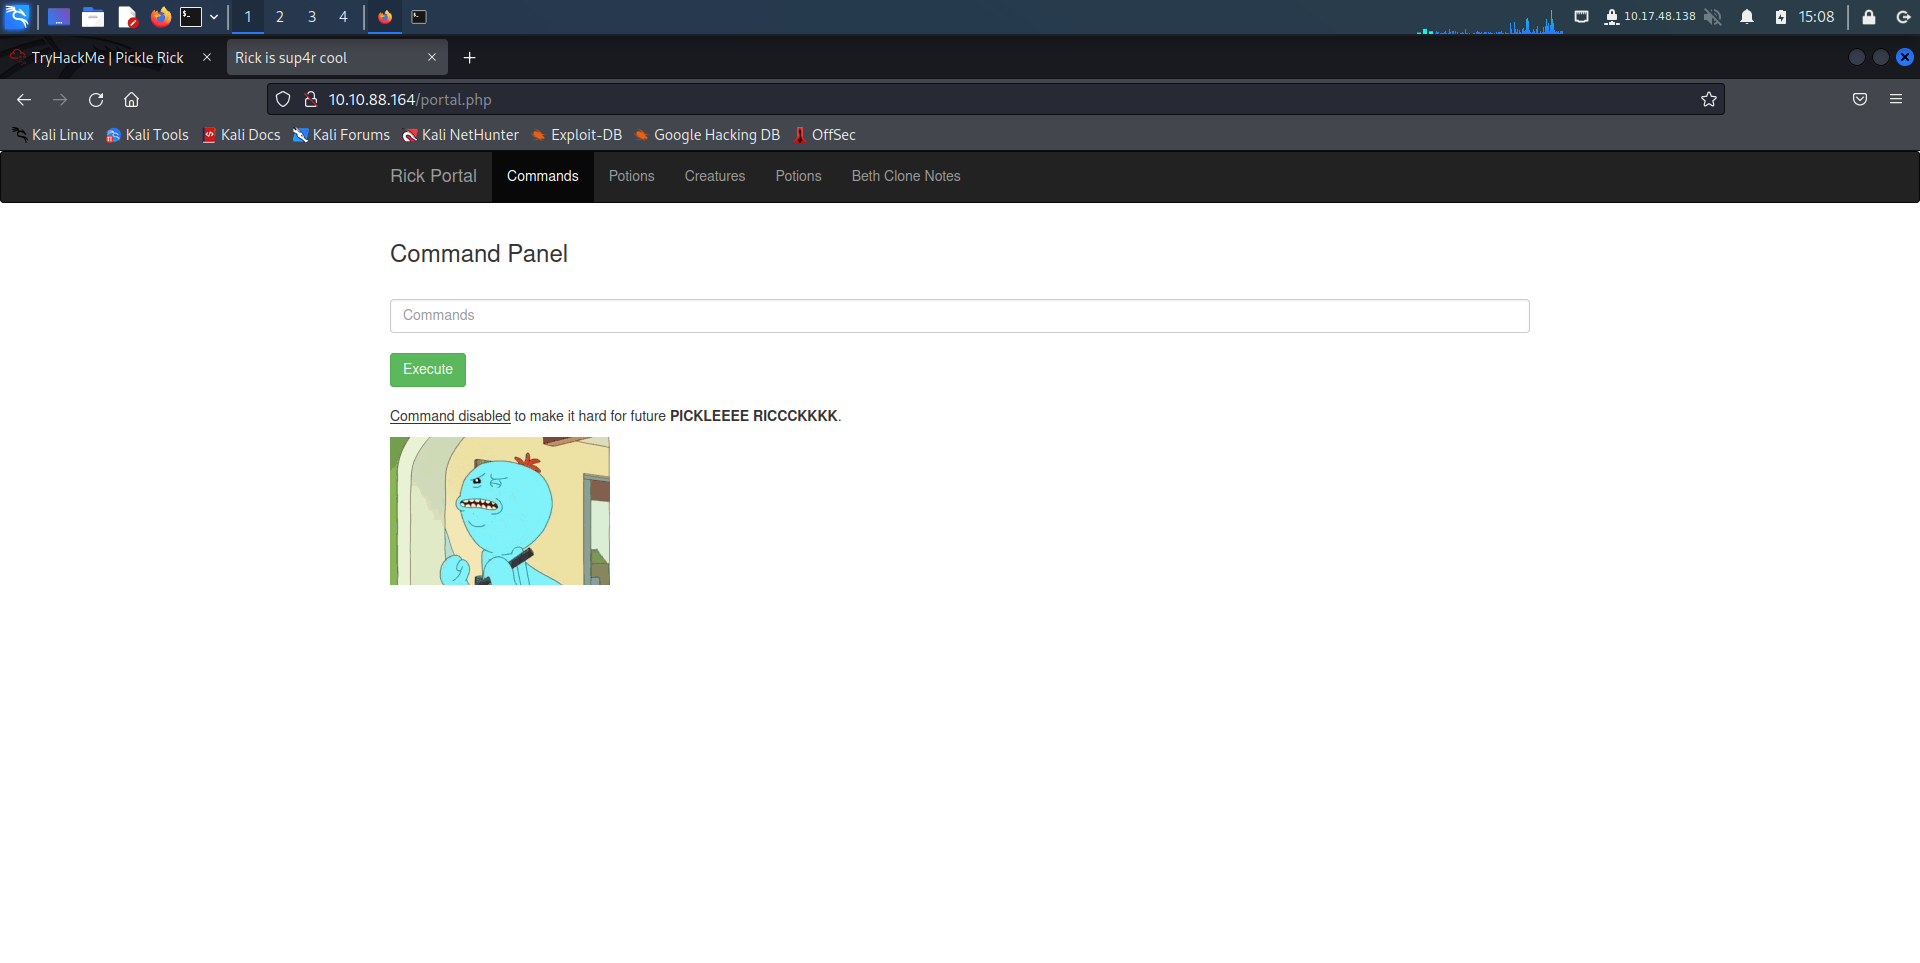 1 2 3 4 10.17.48.138 15:08
TryHackMe | Pickle Rick Rick is sup4r cool
10.10.88.164/portal.php
Kali Linux Kali Tools Kali Docs Kali Forums Kali NetHunter Exploit-DB Google Hacking DB OffSec
Rick Portal Commands Potions Creatures Potions Beth Clone Notes
Command Panel
Commands
Execute
Command disabled to make it hard for future PICKLEEEE RICCCKKKK.